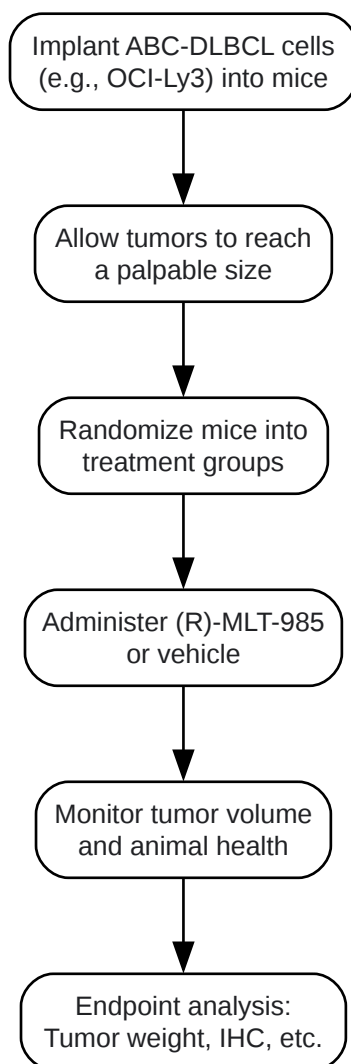 Implant ABC-DLBCL cells
(e.g., OCI-Ly3) into mice
Allow tumors to reach
a palpable size
Randomize mice into
treatment groups
Administer (R)-MLT-985
or vehicle
Monitor tumor volume
and animal health
Endpoint analysis:
Tumor weight, IHC, etc.